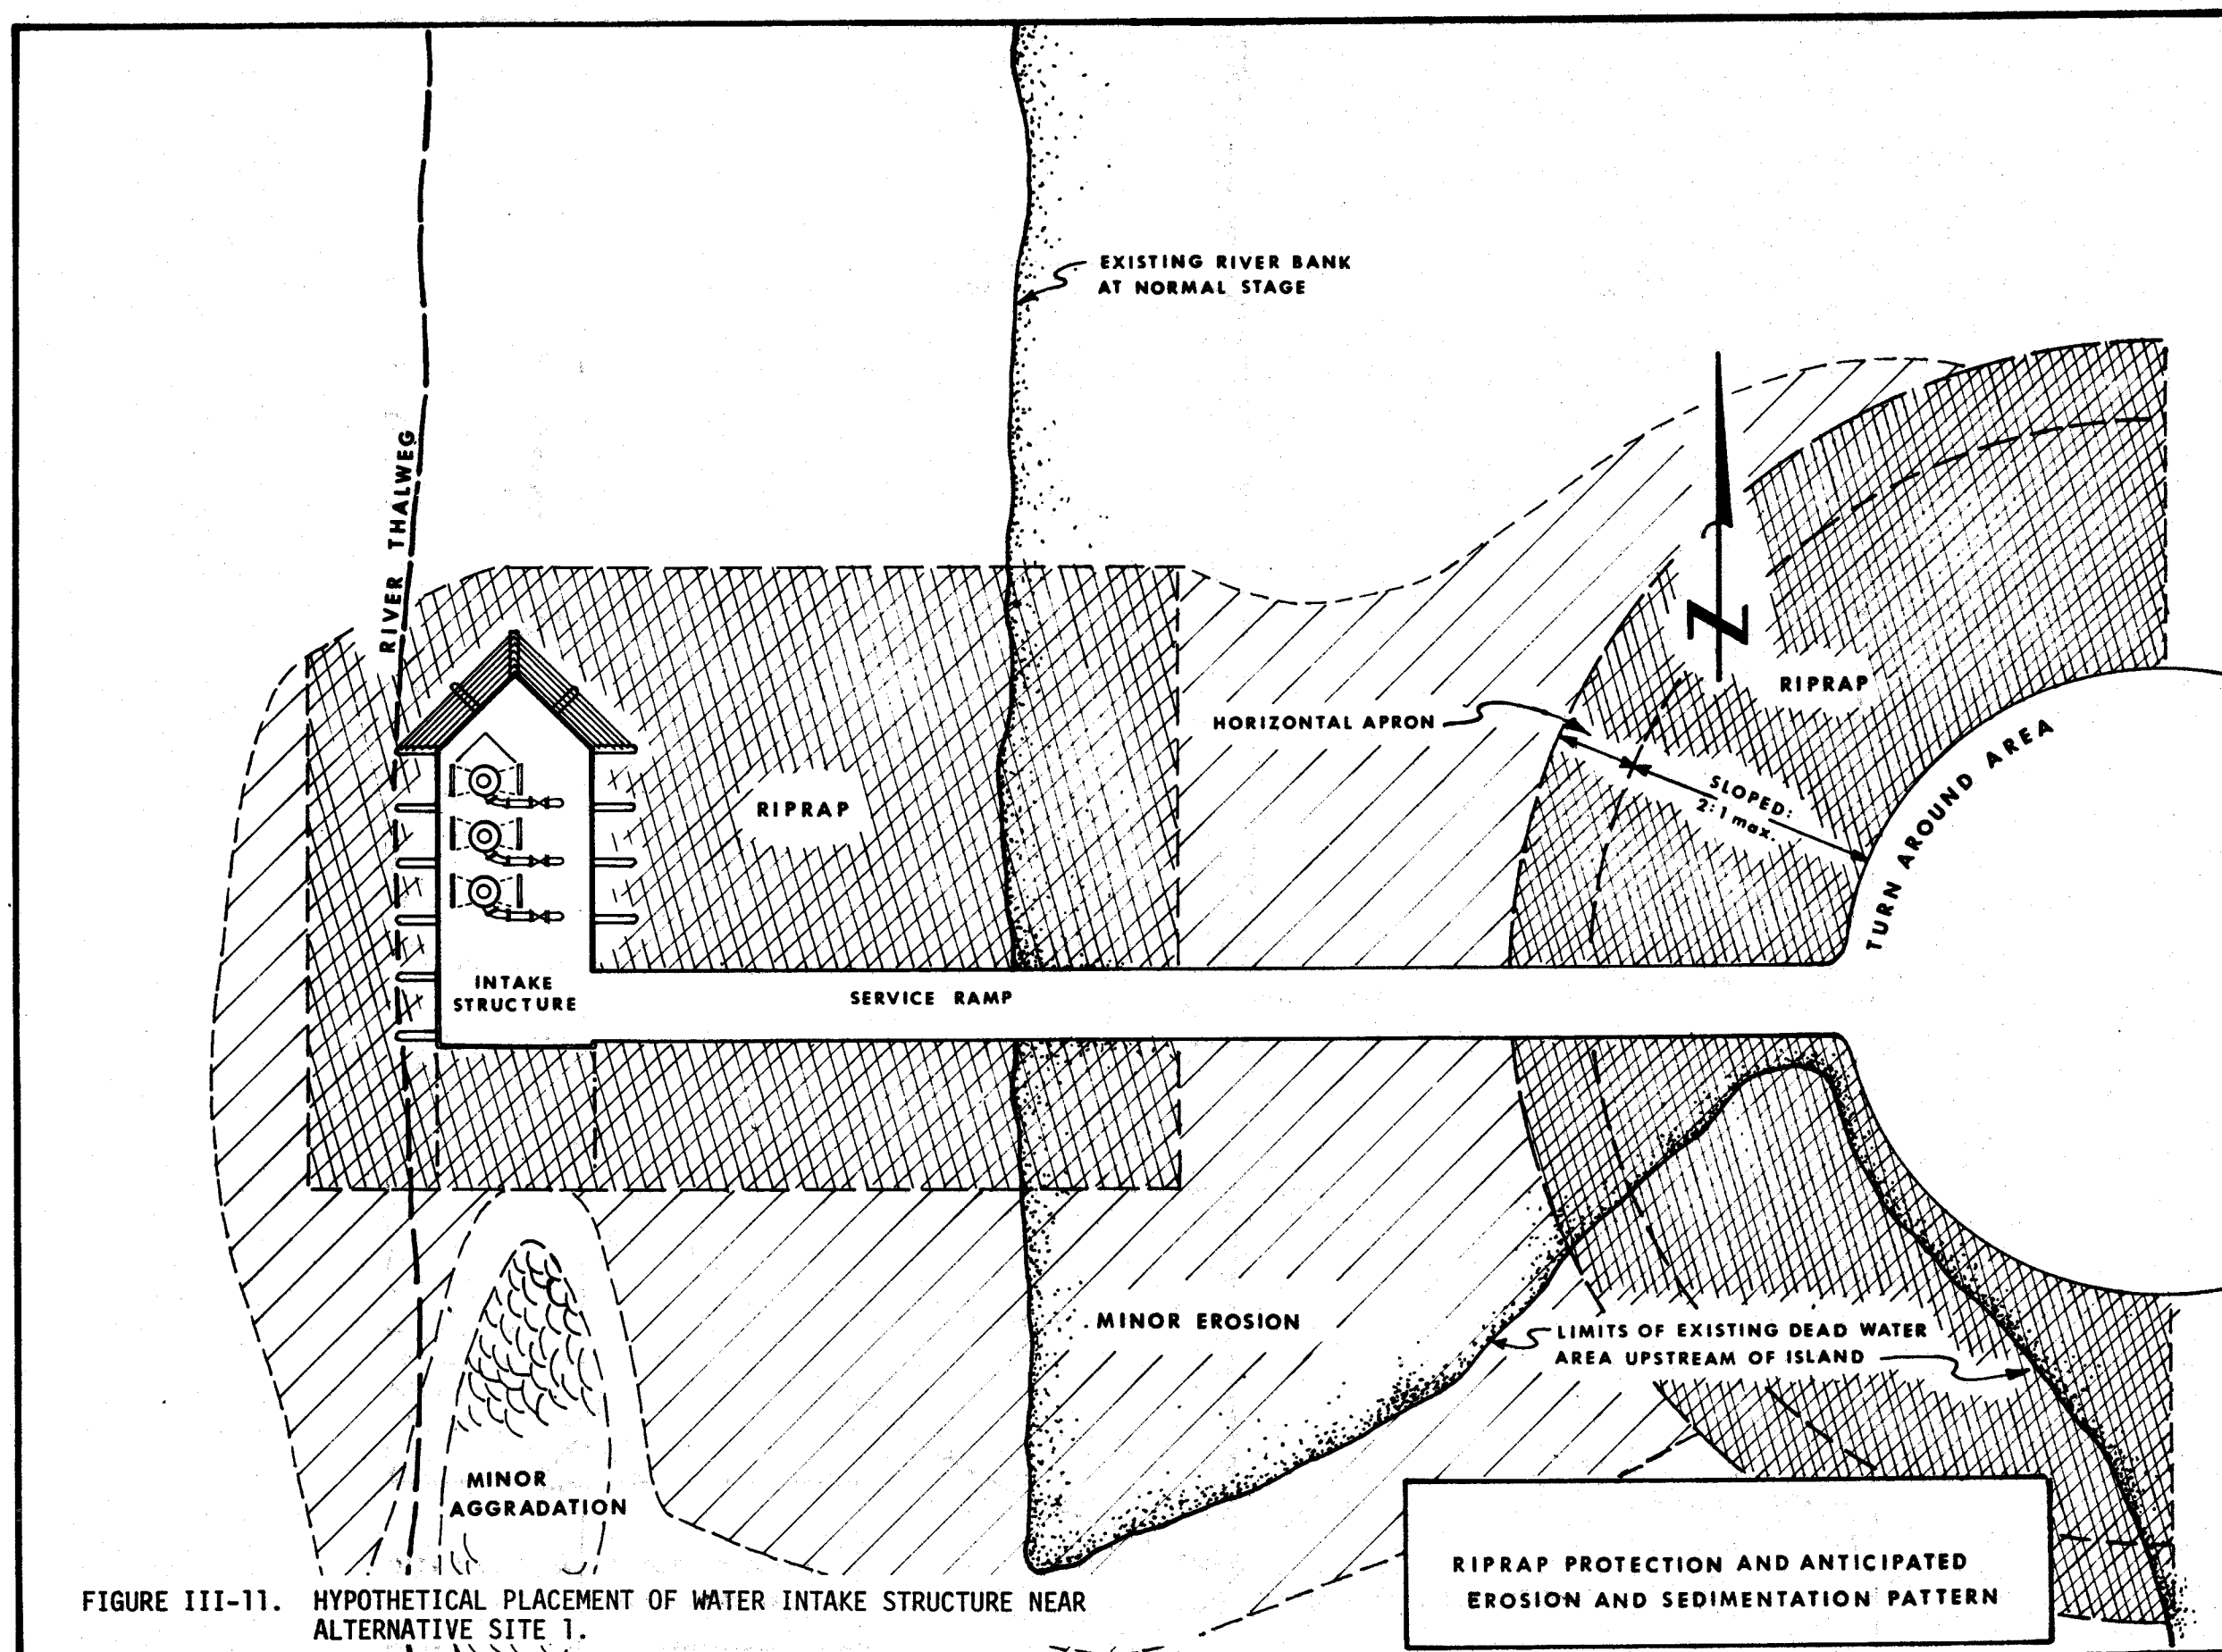 EXISTING RIVER BANK
AT NORMAL STAGE
RIVER THALWEG
N
RIPRAP
HORIZONTAL APRON
SLOPED:
2:1 max.
TURN AROUND AREA
RIPRAP
INTAKE
STRUCTURE
SERVICE RAMP
MINOR EROSION
LIMITS OF EXISTING DEAD WATER
AREA UPSTREAM OF ISLAND
MINOR
AGGRADATION
RIPRAP PROTECTION AND ANTICIPATED
EROSION AND SEDIMENTATION PATTERN
FIGURE III-11. HYPOTHETICAL PLACEMENT OF WATER INTAKE STRUCTURE NEAR
ALTERNATIVE SITE 1.